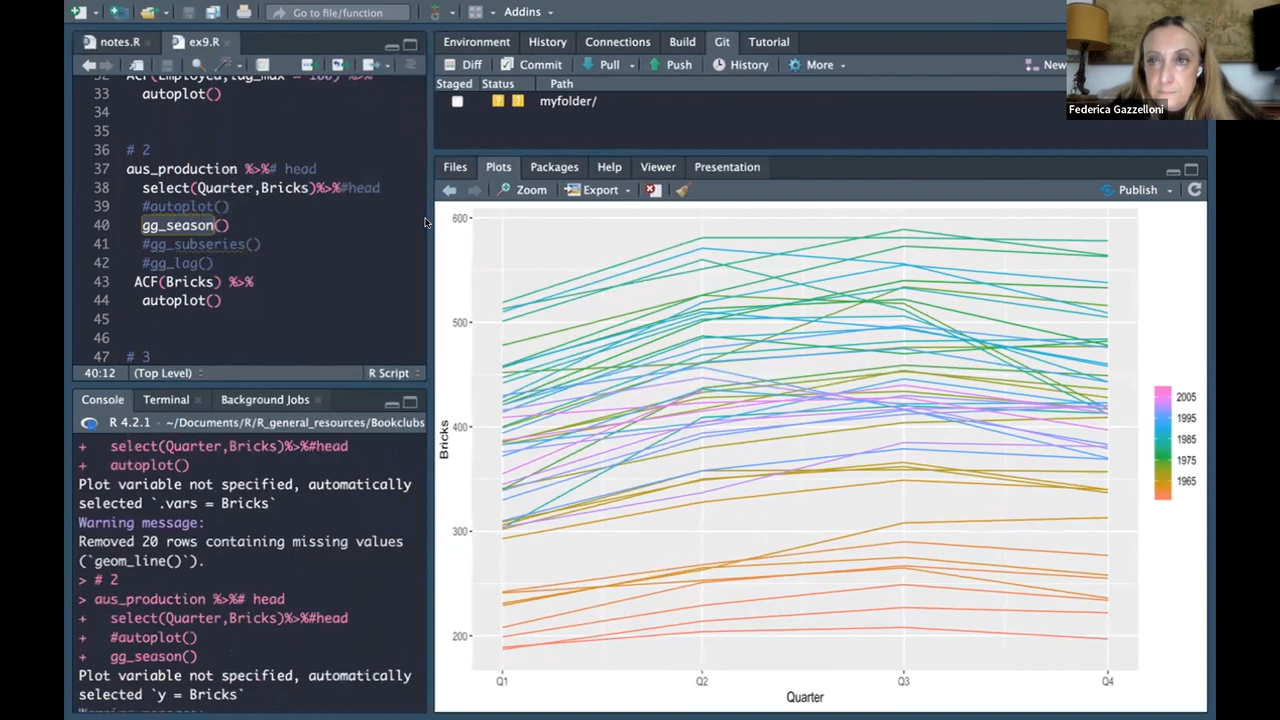 Go to file/function
Addins
notes.R
ex9.R
32 ACF(Employed,lag_max = 100) %>%
33 autoplot()
34
35
36 # 2
37 aus_production %>%# head
38 select(Quarter,Bricks)%>%#head
39 #autoplot()
40 gg_season()
41 #gg_subseries()
42 #gg_lag()
43 ACF(Bricks) %>%
44 autoplot()
45
46
47 # 3
40:12 (Top Level) R Script
Console Terminal Background Jobs
R 4.2.1 · ~/Documents/R/R_general_resources/Bookclubs
+ select(Quarter,Bricks)%>%#head
+ autoplot()
Plot variable not specified, automatically
selected `.vars = Bricks`
Warning message:
Removed 20 rows containing missing values
(`geom_line()`).
> # 2
> aus_production %>%# head
+ select(Quarter,Bricks)%>%#head
+ #autoplot()
+ gg_season()
Plot variable not specified, automatically
selected `y = Bricks`
Environment History Connections Build Git Tutorial
Diff Commit Pull Push History More New
Staged Status Path
? ? myfolder/
Files Plots Packages Help Viewer Presentation
Zoom Export Publish
600
500
400
300
200
Bricks
Q1 Q2 Q3 Q4
Quarter
2005
1995
1985
1975
1965
Federica Gazzelloni